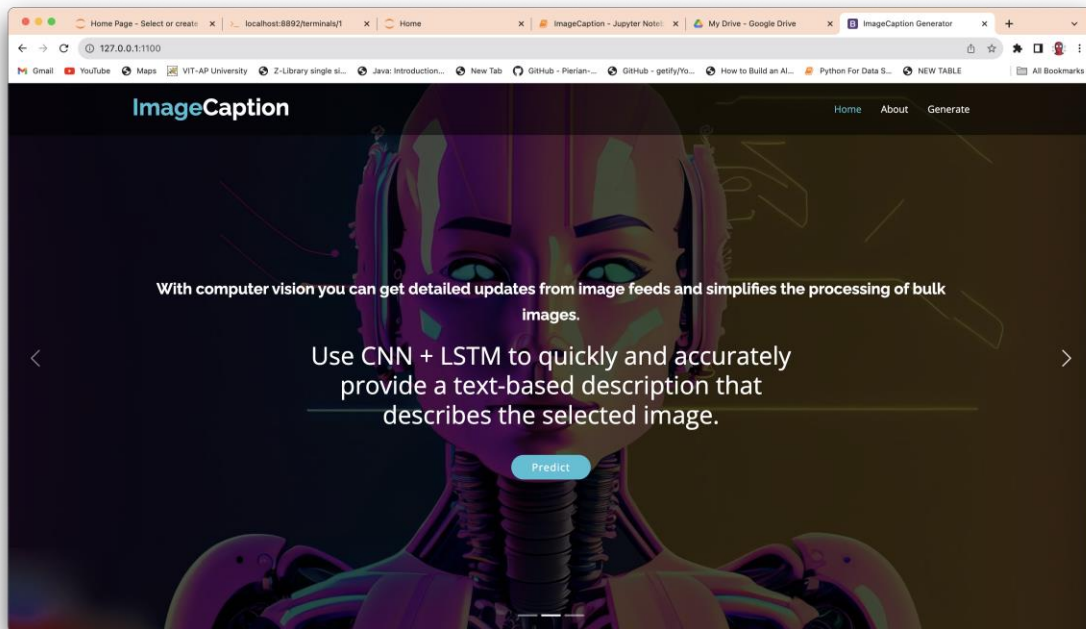 Home Page - Select or create
localhost:8892/terminals/1
Home
ImageCaption - Jupyter Noteb
My Drive - Google Drive
ImageCaption Generator
127.0.0.1:1100
Gmail YouTube Maps VIT-AP University Z-Library single si... Java: Introduction... New Tab GitHub - Pierian-... GitHub - getify/Yo... How to Build an AI... Python For Data S... NEW TABLE All Bookmarks
ImageCaption
Home About Generate
With computer vision you can get detailed updates from image feeds and simplifies the processing of bulk
images.
Use CNN + LSTM to quickly and accurately
provide a text-based description that
describes the selected image.
Predict